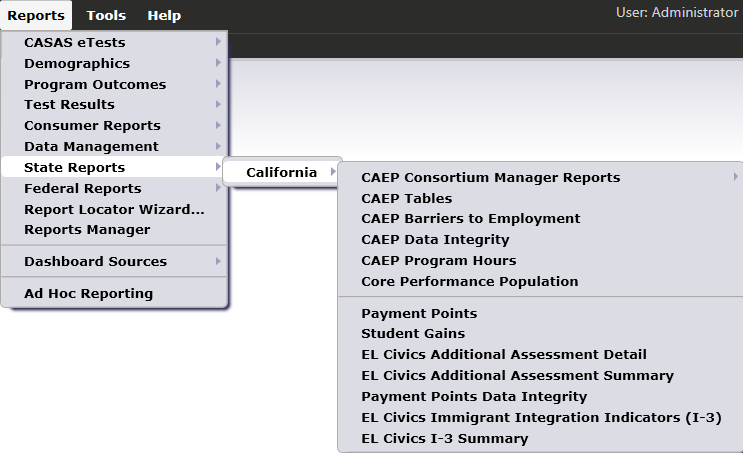 Reports Tools Help User: Administrator
CASAS eTests
Demographics
Program Outcomes
Test Results
Consumer Reports
Data Management
State Reports
Federal Reports
Report Locator Wizard...
Reports Manager
Dashboard Sources
Ad Hoc Reporting
California
CAEP Consortium Manager Reports
CAEP Tables
CAEP Barriers to Employment
CAEP Data Integrity
CAEP Program Hours
Core Performance Population
Payment Points
Student Gains
EL Civics Additional Assessment Detail
EL Civics Additional Assessment Summary
Payment Points Data Integrity
EL Civics Immigrant Integration Indicators (I-3)
EL Civics I-3 Summary